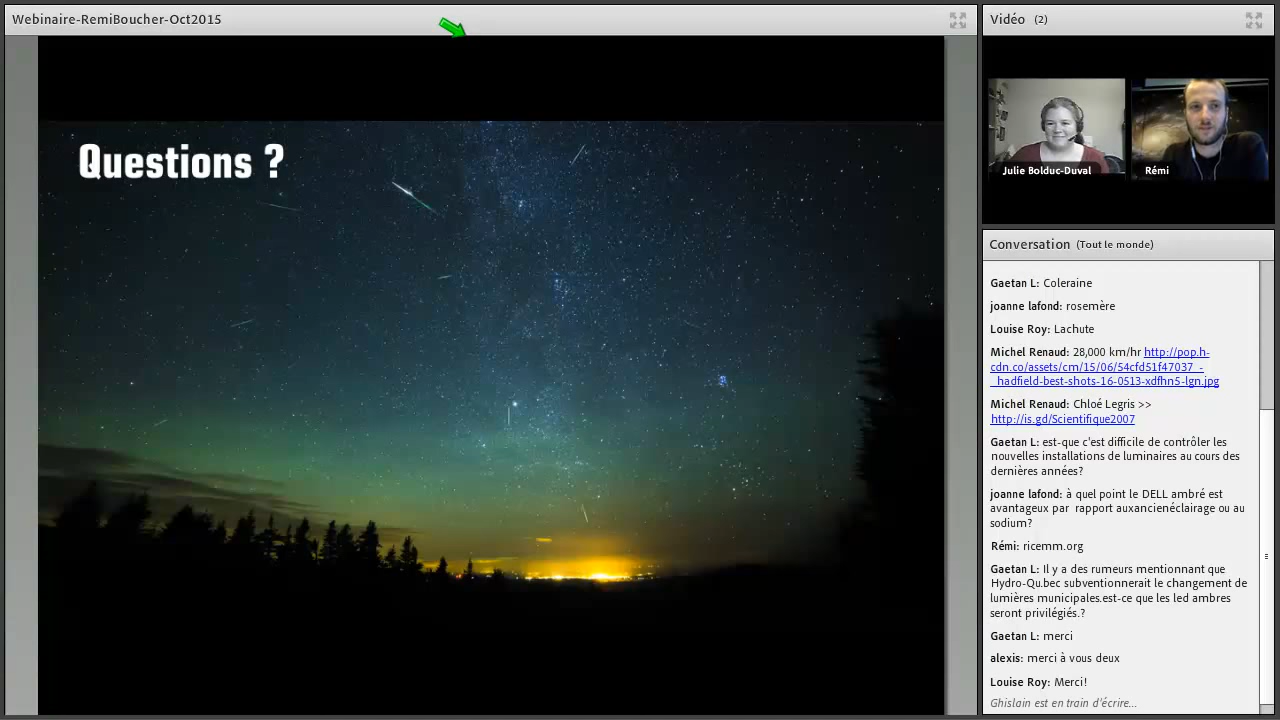 Webinaire-RemiBoucher-Oct2015
Questions ?
Vidéo (2)
Julie Bolduc-Duval
Rémi
Conversation (Tout le monde)
Gaetan L: Coleraine
joanne lafond: rosemère
Louise Roy: Lachute
Michel Renaud: 28,000 km/hr http://pop.h-
cdn.co/assets/cm/15/06/54cfd51f47037_-
_hadfield-best-shots-16-0513-xdfhn5-lgn.jpg
Michel Renaud: Chloé Legris >>
http://is.gd/Scientifique2007
Gaetan L: est-que c'est difficile de contrôler les
nouvelles installations de luminaires au cours des
dernières années?
joanne lafond: à quel point le DELL ambré est
avantageux par rapport auxancienéclairage ou au
sodium?
Rémi: ricemm.org
Gaetan L: Il y a des rumeurs mentionnant que
Hydro-Qu.bec subventionnerait le changement de
lumières municipales.est-ce que les led ambres
seront privilégiés.?
Gaetan L: merci
alexis: merci à vous deux
Louise Roy: Merci!
Ghislain est en train d'écrire...